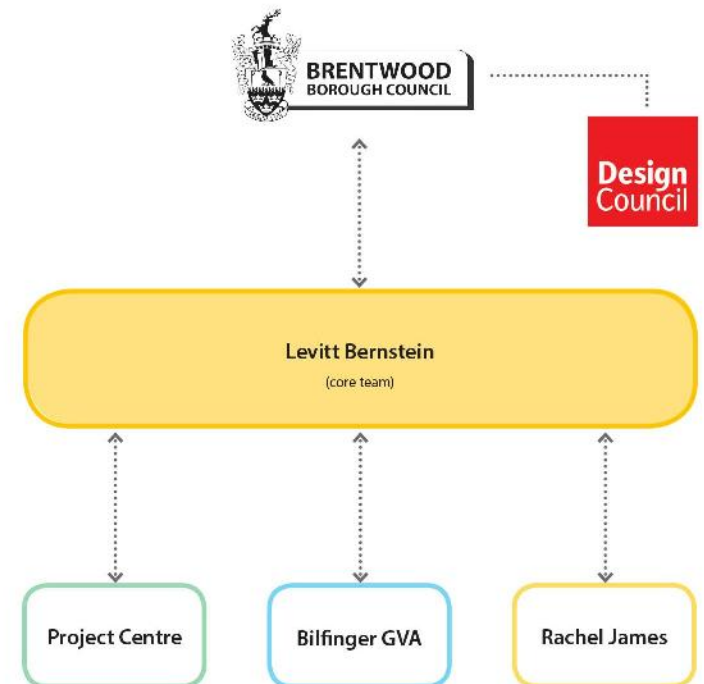 BRENTWOOD
BOROUGH COUNCIL
Design
Council
Levitt Bernstein
(core team)
Project Centre
Bilfinger GVA
Rachel James